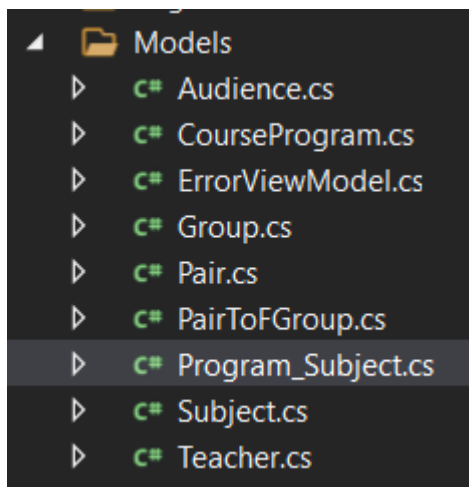 Models
C# Audience.cs
C# CourseProgram.cs
C# ErrorViewModel.cs
C# Group.cs
C# Pair.cs
C# PairToFGroup.cs
C# Program_Subject.cs
C# Subject.cs
C# Teacher.cs